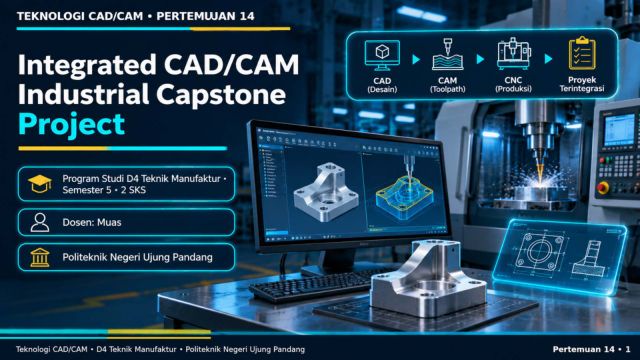 TEKNOLOGI CAD/CAM • PERTEMUAN 14
Integrated CAD/CAM
Industrial Capstone
Project
CAD
(Desain)
CAM
(Toolpath)
CNC
(Produksi)
Proyek
Terintegrasi
Program Studi D4 Teknik Manufaktur •
Semester 5 • 2 SKS
Dosen: Muas
Politeknik Negeri Ujung Pandang
Teknologi CAD/CAM • D4 Teknik Manufaktur • Politeknik Negeri Ujung Pandang
Pertemuan 14 • 1